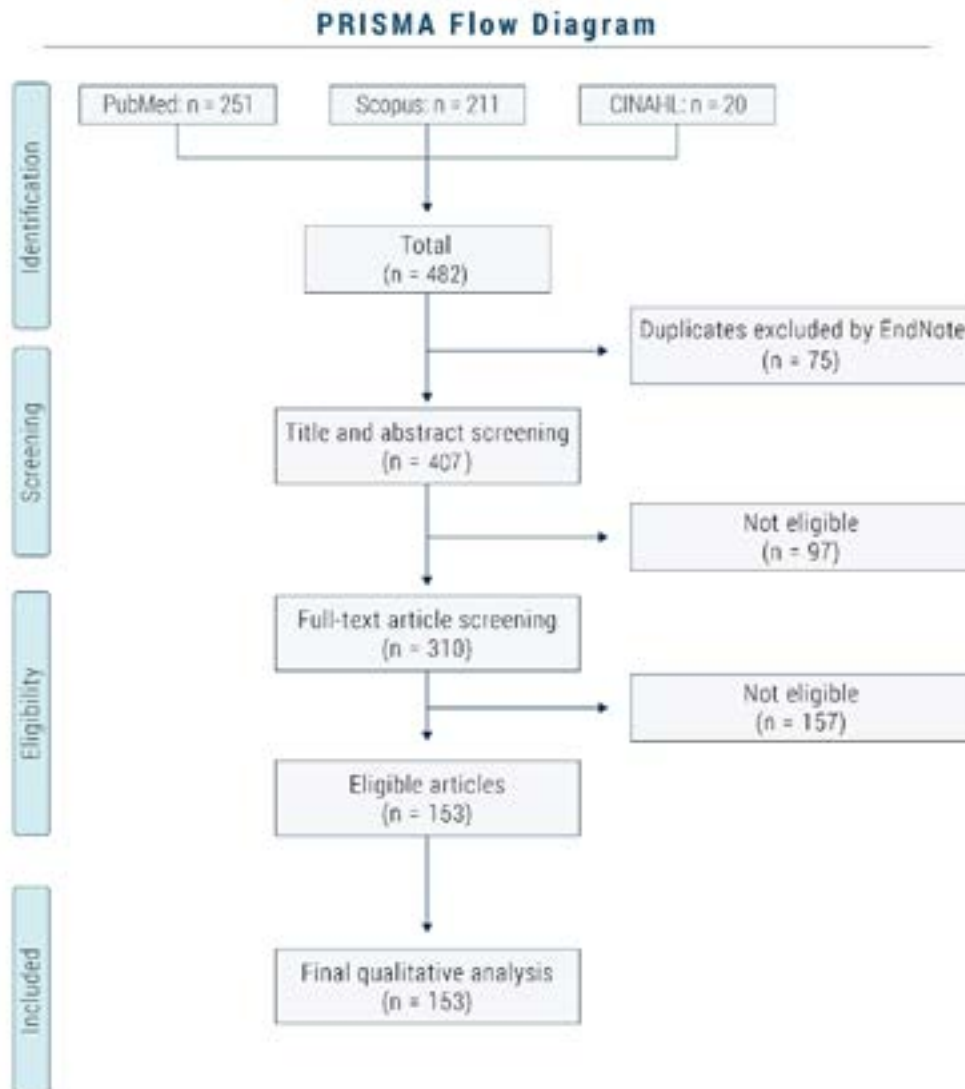 PRISMA Flow Diagram
PubMed: n = 251
Scopus: n = 211
CINAHL: n = 20
Identification
Total
(n = 482)
Duplicates excluded by EndNote
(n = 75)
Screening
Title and abstract screening
(n = 407)
Not eligible
(n = 97)
Eligibility
Full-text article screening
(n = 310)
Not eligible
(n = 157)
Eligible articles
(n = 153)
Included
Final qualitative analysis
(n = 153)